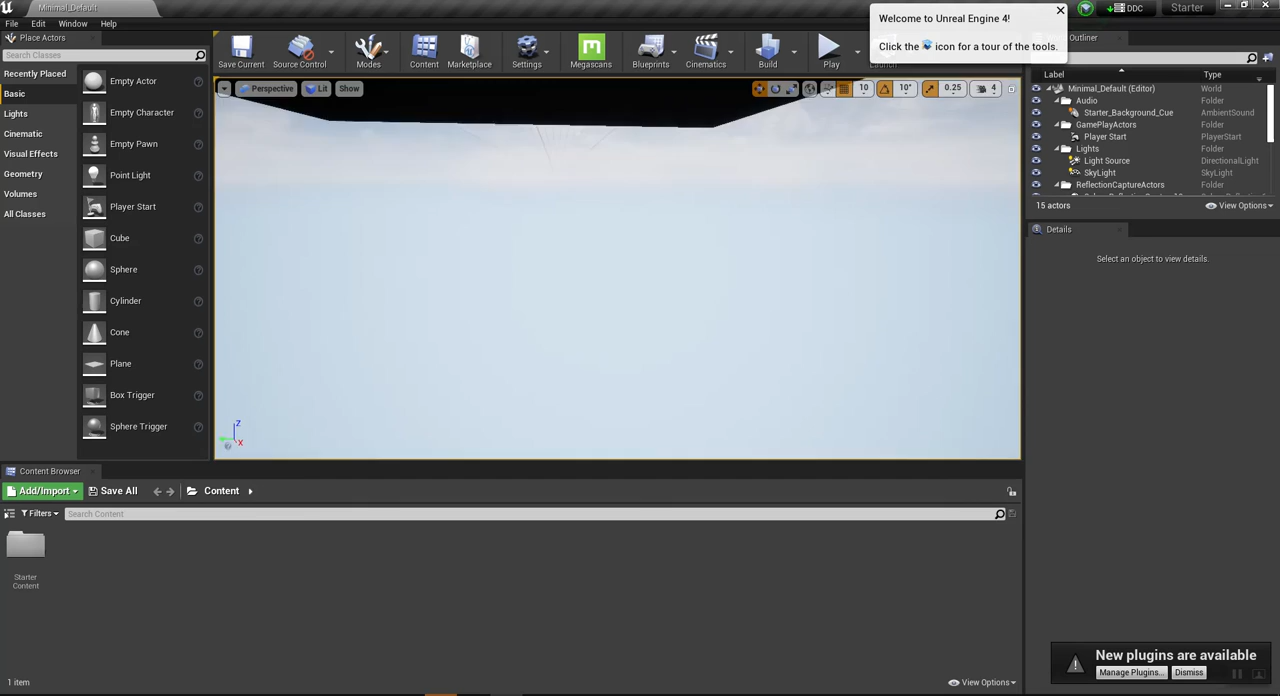 Minimal_Default
DDC
Starter
File Edit Window Help
Welcome to Unreal Engine 4!
Click the icon for a tour of the tools.
Place Actors
Search Classes
Recently Placed
Basic
Lights
Cinematic
Visual Effects
Geometry
Volumes
All Classes
Empty Actor
Empty Character
Empty Pawn
Point Light
Player Start
Cube
Sphere
Cylinder
Cone
Plane
Box Trigger
Sphere Trigger
Save Current
Source Control
Modes
Content
Marketplace
Settings
Megascans
Blueprints
Cinematics
Build
Play
Perspective
Lit
Show
10
10°
0.25
4
Z
X
Outliner
Label Type
Minimal_Default (Editor) World
Audio Folder
Starter_Background_Cue AmbientSound
GamePlayActors Folder
Player Start PlayerStart
Lights Folder
Light Source DirectionalLight
SkyLight SkyLight
ReflectionCaptureActors Folder
15 actors
View Options
Details
Select an object to view details.
Content Browser
Add/Import
Save All
Content
Filters
Search Content
Starter
Content
1 item
View Options
New plugins are available
Manage Plugins...
Dismiss